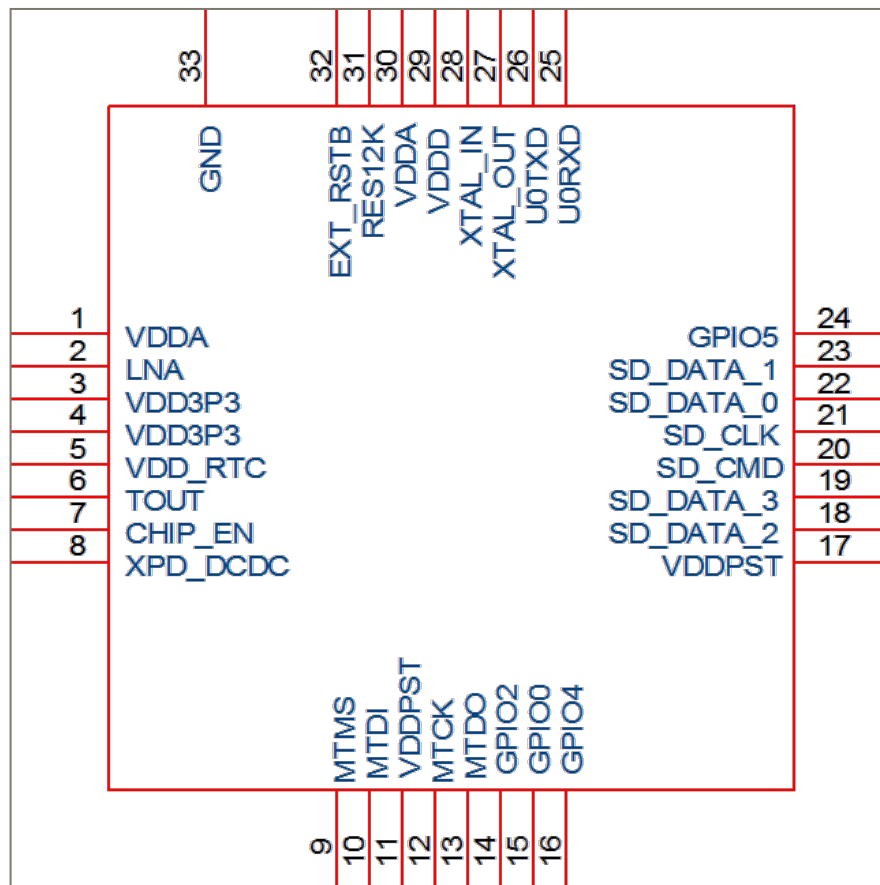 33
32
31
30
29
28
27
26
25
GND
EXT_RSTB
RES12K
VDDA
VDDD
XTAL_IN
XTAL_OUT
U0TXD
U0RXD
1 VDDA
2 LNA
3 VDD3P3
4 VDD3P3
5 VDD_RTC
6 TOUT
7 CHIP_EN
8 XPD_DCDC
GPIO5 24
SD_DATA_1 23
SD_DATA_0 22
SD_CLK 21
SD_CMD 20
SD_DATA_3 19
SD_DATA_2 18
VDDPST 17
MTMS
MTDI
VDDPST
MTCK
MTDO
GPIO2
GPIO0
GPIO4
9
10
11
12
13
14
15
16